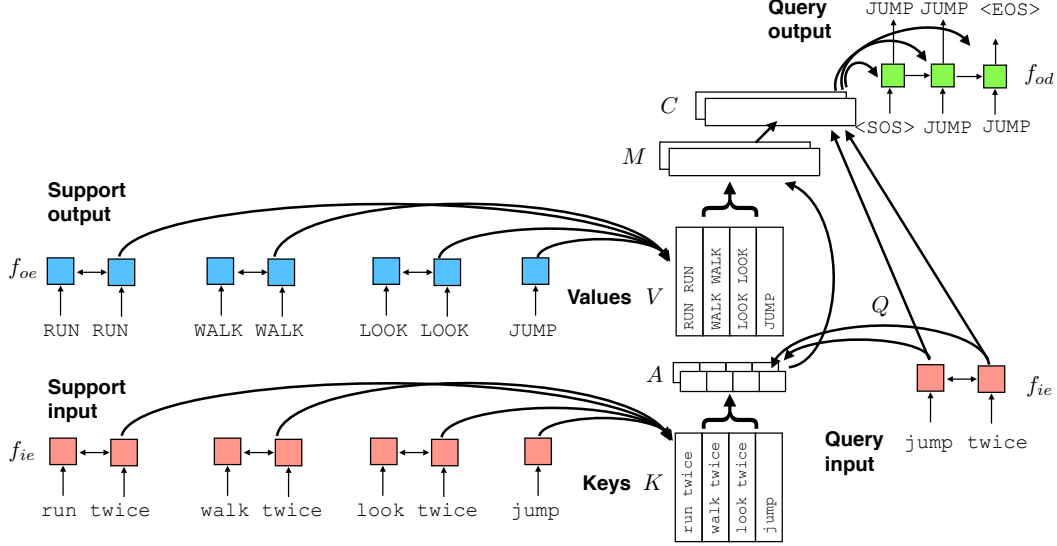 Query
output
JUMP JUMP <EOS>
f_od
<SOS> JUMP JUMP
C
M
Support
output
f_oe
RUN RUN WALK WALK LOOK LOOK JUMP
Values V
RUN RUN
WALK WALK
LOOK LOOK
JUMP
Q
A
Support
input
f_ie
run twice walk twice look twice jump
Keys K
run twice
walk twice
look twice
jump
f_ie
jump twice
Query
input